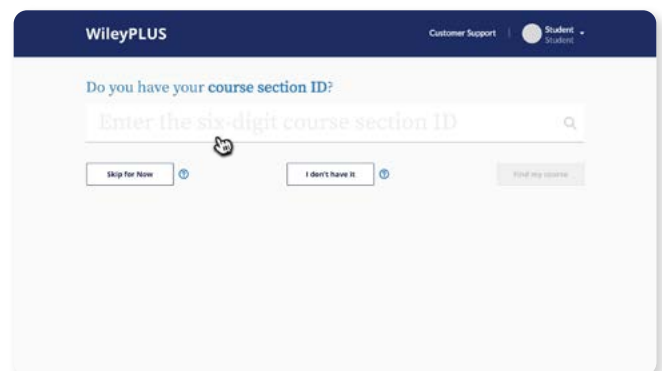 WileyPLUS
Customer Support
Student
Student
Do you have your course section ID?
Enter the six-digit course section ID
Skip for Now
I don't have it
Find my course